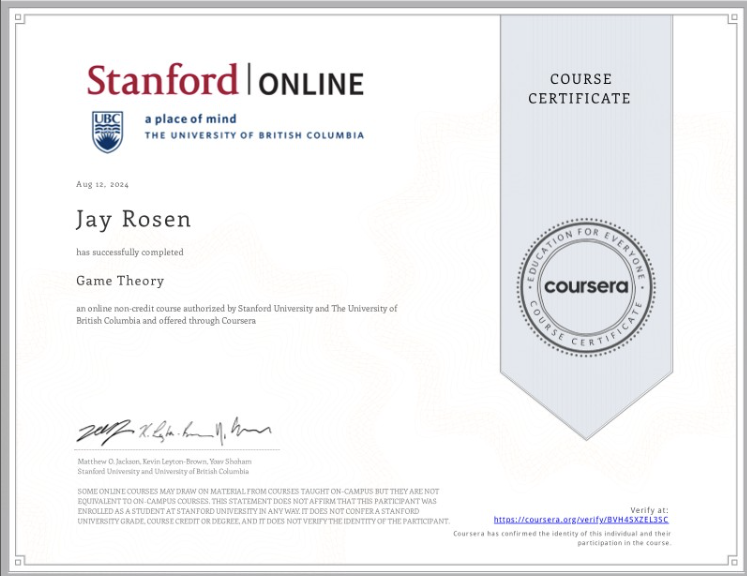 Stanford | ONLINE
UBC
a place of mind
THE UNIVERSITY OF BRITISH COLUMBIA
COURSE
CERTIFICATE
Aug 12, 2024
Jay Rosen
has successfully completed
Game Theory
an online non-credit course authorized by Stanford University and The University of
British Columbia and offered through Coursera
EDUCATION FOR EVERYONE
coursera
COURSE CERTIFICATE
Matthew O. Jackson, Kevin Leyton-Brown, Yoav Shoham
Stanford University and University of British Columbia
SOME ONLINE COURSES MAY DRAW ON MATERIAL FROM COURSES TAUGHT ON-CAMPUS BUT THEY ARE NOT
EQUIVALENT TO ON-CAMPUS COURSES. THIS STATEMENT DOES NOT AFFIRM THAT THIS PARTICIPANT WAS
ENROLLED AS A STUDENT AT STANFORD UNIVERSITY IN ANY WAY. IT DOES NOT CONFER A STANFORD
UNIVERSITY GRADE, COURSE CREDIT OR DEGREE, AND IT DOES NOT VERIFY THE IDENTITY OF THE PARTICIPANT.
Verify at:
https://coursera.org/verify/BVH4SXZEL3SC
Coursera has confirmed the identity of this individual and their
participation in the course.